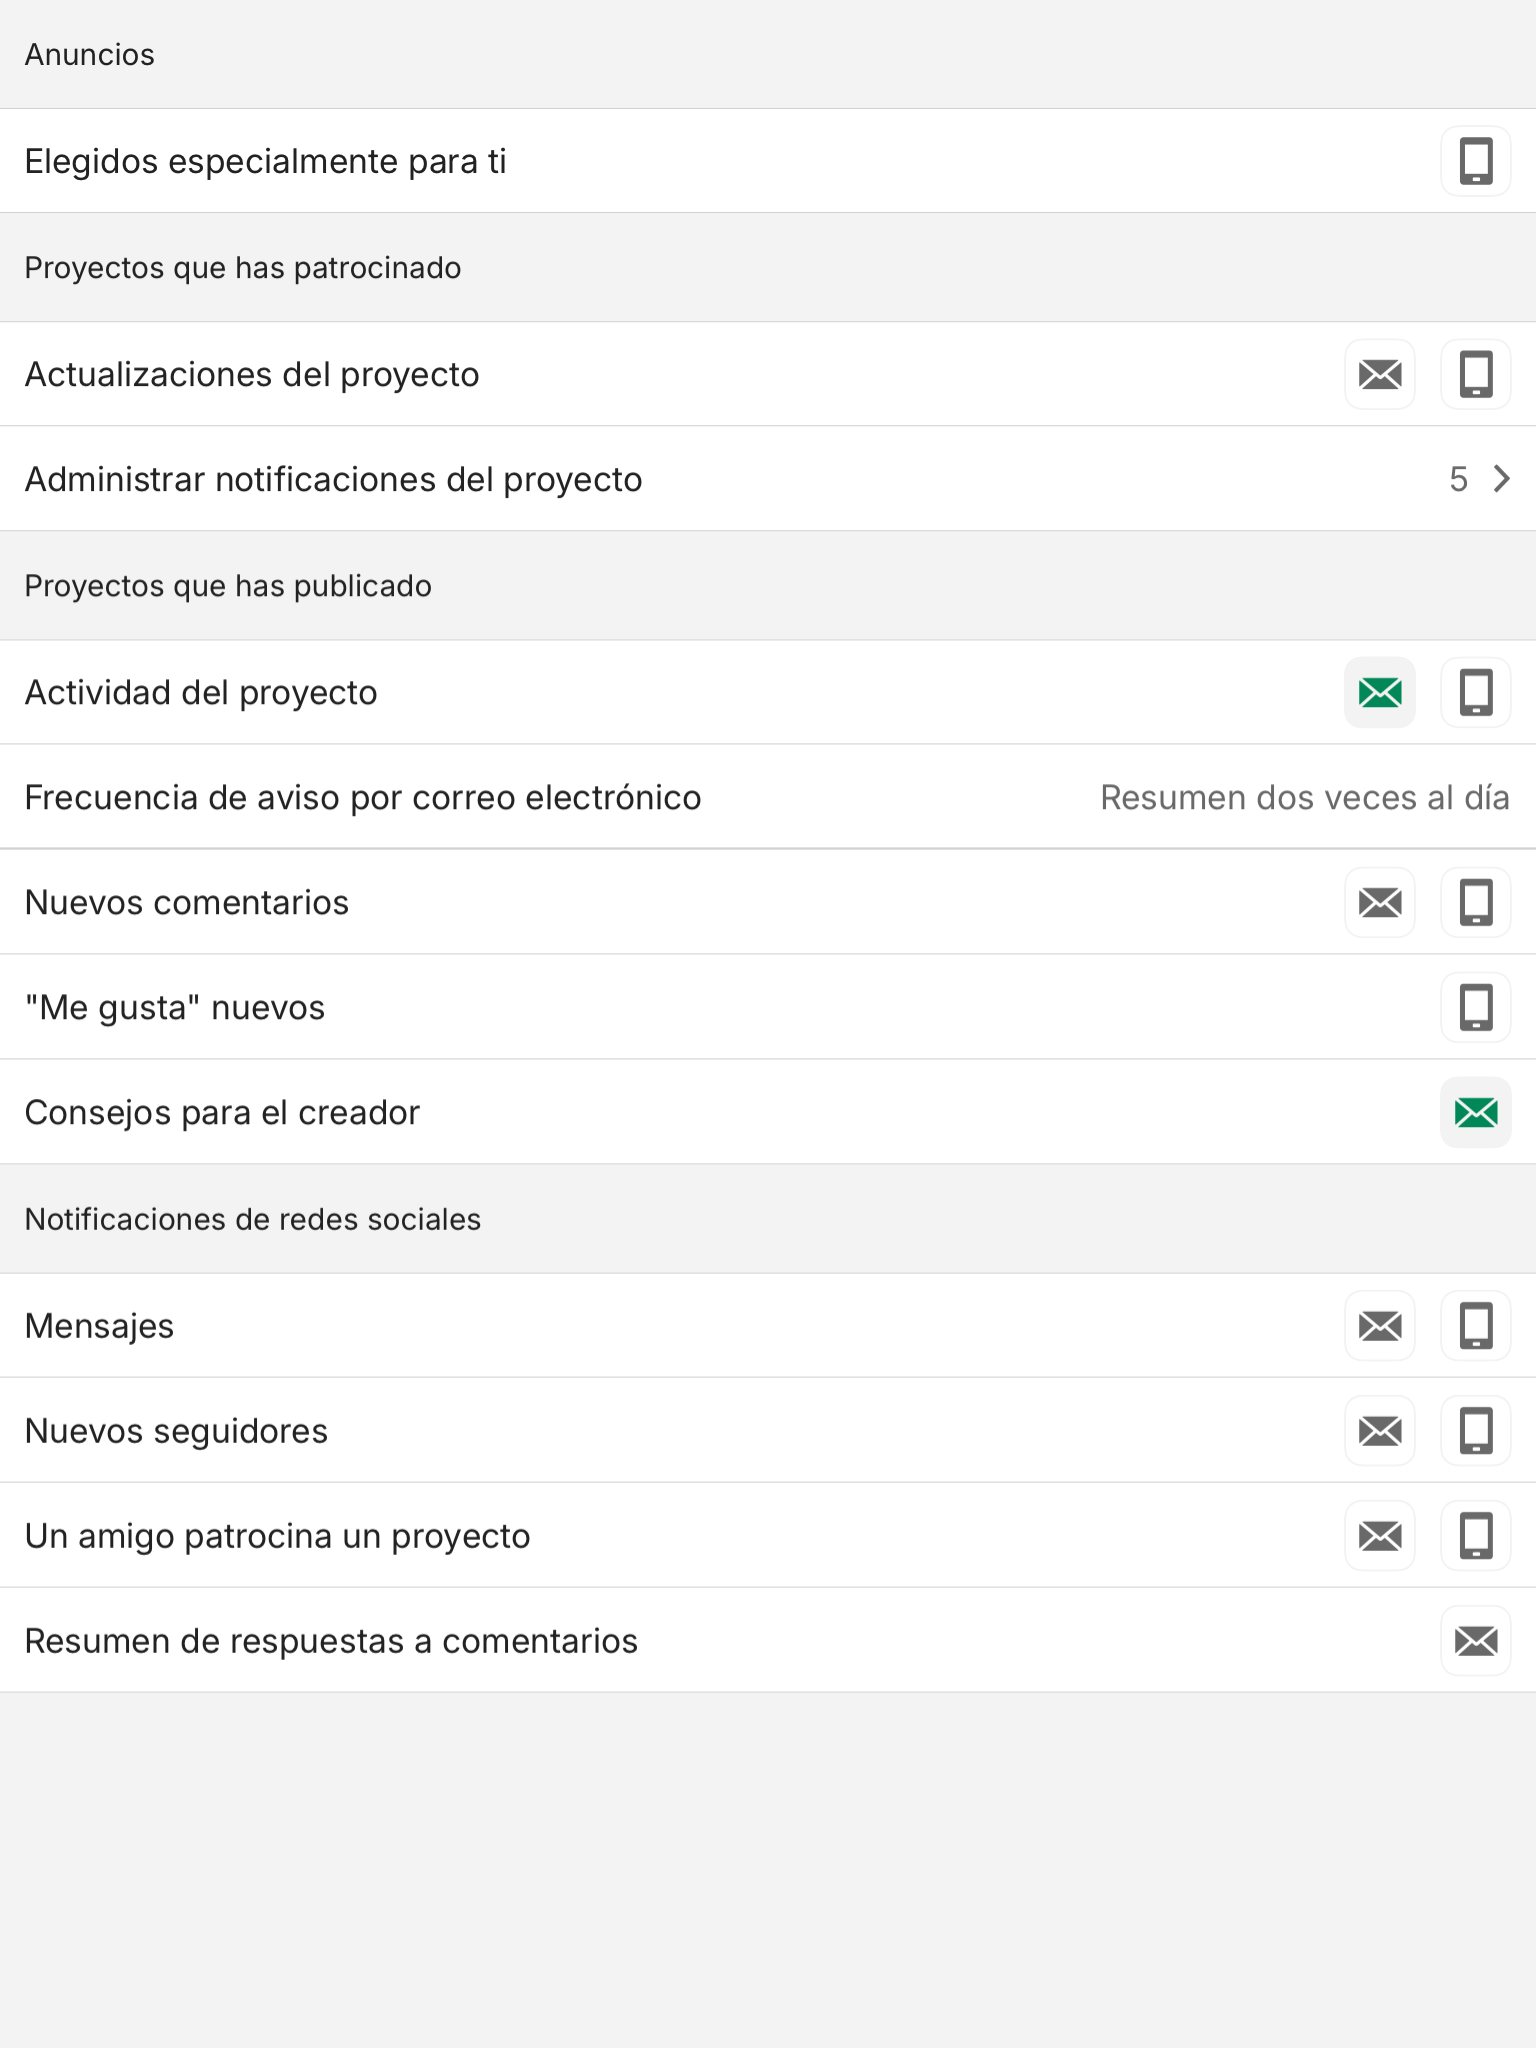 Anuncios
Elegidos especialmente para ti
Proyectos que has patrocinado
Actualizaciones del proyecto
Administrar notificaciones del proyecto 5
Proyectos que has publicado
Actividad del proyecto
Frecuencia de aviso por correo electrónico Resumen dos veces al día
Nuevos comentarios
"Me gusta" nuevos
Consejos para el creador
Notificaciones de redes sociales
Mensajes
Nuevos seguidores
Un amigo patrocina un proyecto
Resumen de respuestas a comentarios